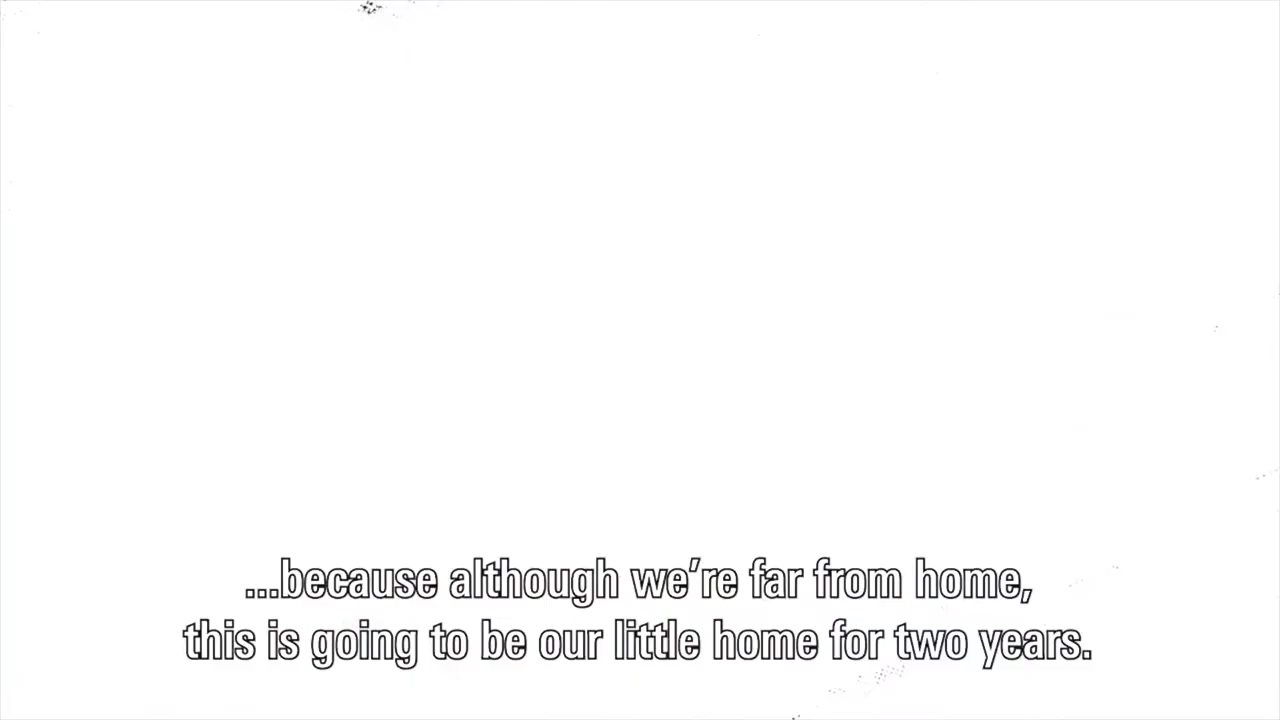 ...because although we're far from home,
this is going to be our little home for two years.